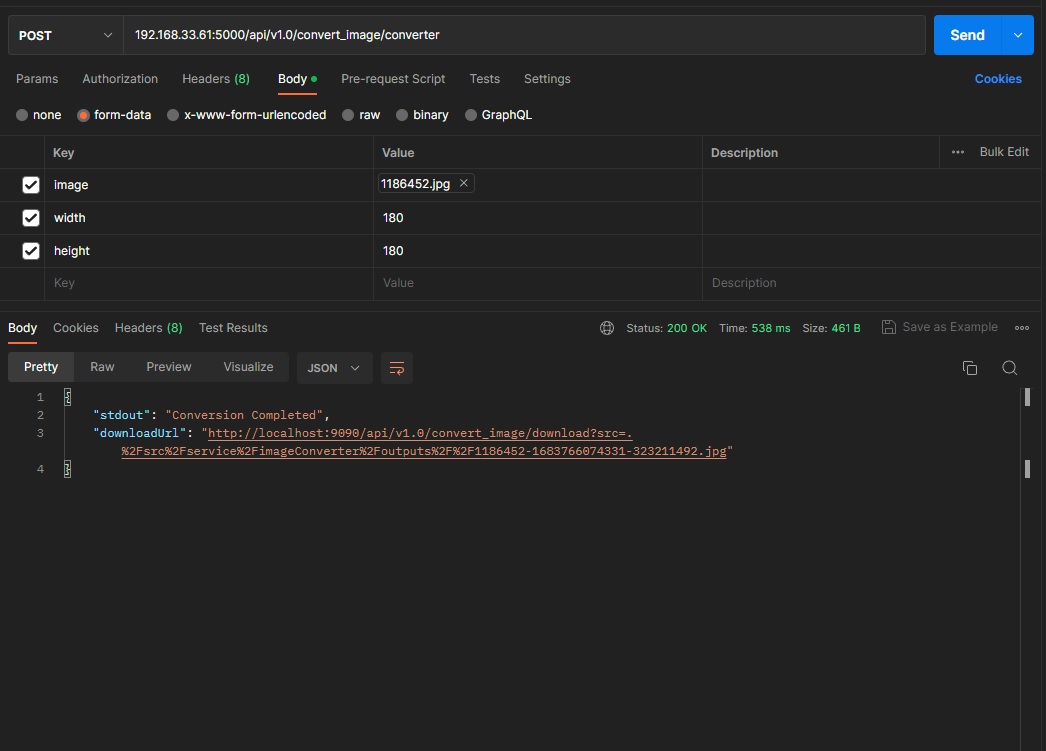 POST 192.168.33.61:5000/api/v1.0/convert_image/converter Send
Params Authorization Headers (8) Body Pre-request Script Tests Settings Cookies
none form-data x-www-form-urlencoded raw binary GraphQL
Key Value Description ••• Bulk Edit
image 1186452.jpg ×
width 180
height 180
Key Value Description
Body Cookies Headers (8) Test Results Status: 200 OK Time: 538 ms Size: 461 B Save as Example
Pretty Raw Preview Visualize JSON
1 {
2 "stdout": "Conversion Completed",
3 "downloadUrl": "http://localhost:9090/api/v1.0/convert_image/download?src=.
%2Fsrc%2Fservice%2FimageConverter%2Foutputs%2F%2F1186452-1683766074331-323211492.jpg"
4 }